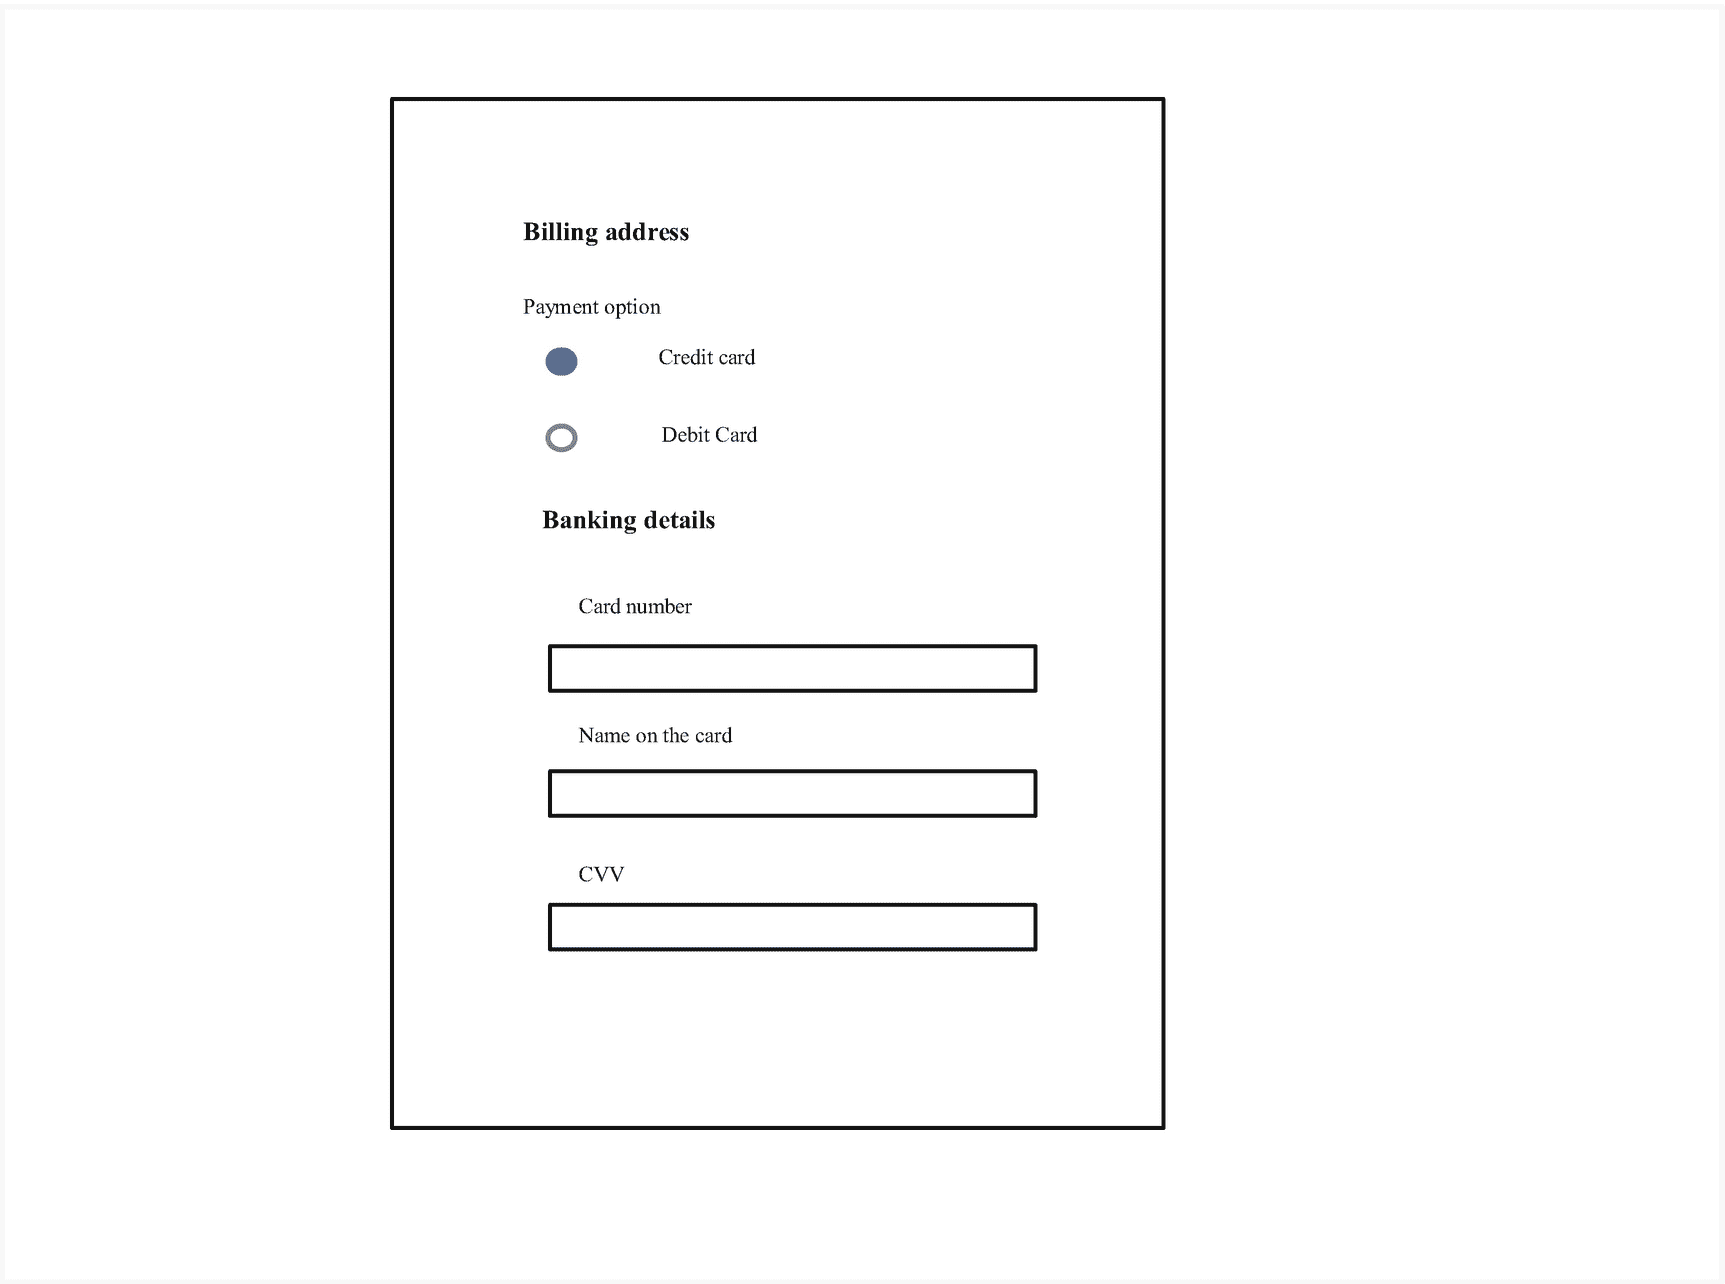 Billing address
Payment option
Credit card
Debit Card
Banking details
Card number
Name on the card
CVV